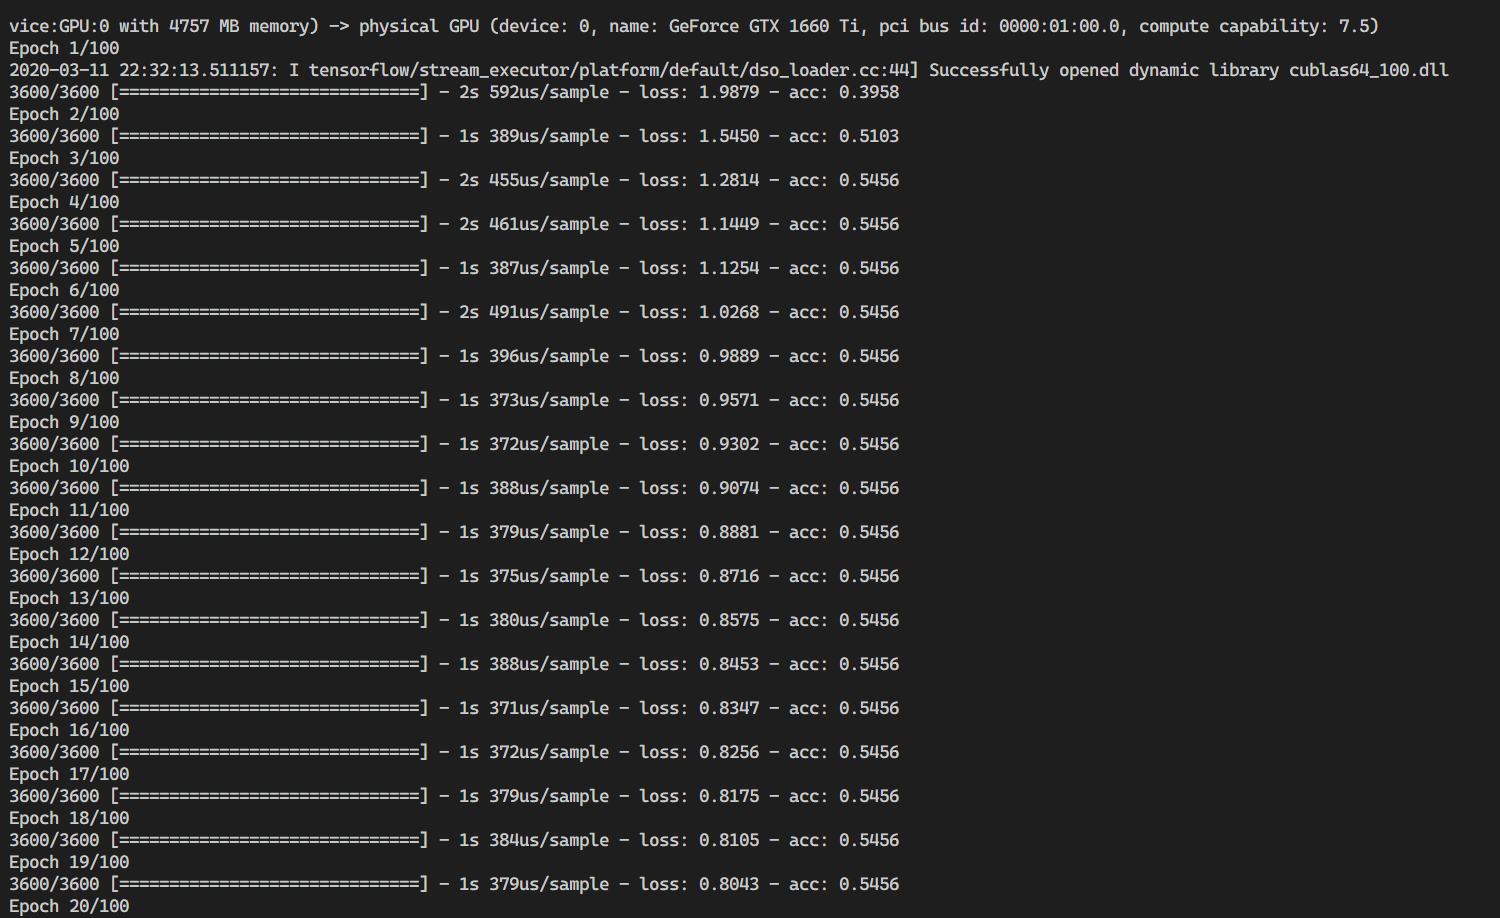 vice:GPU:0 with 4757 MB memory) -> physical GPU (device: 0, name: GeForce GTX 1660 Ti, pci bus id: 0000:01:00.0, compute capability: 7.5)
Epoch 1/100
2020-03-11 22:32:13.511157: I tensorflow/stream_executor/platform/default/dso_loader.cc:44] Successfully opened dynamic library cublas64_100.dll
3600/3600 [==============================] - 2s 592us/sample - loss: 1.9879 - acc: 0.3958
Epoch 2/100
3600/3600 [==============================] - 1s 389us/sample - loss: 1.5450 - acc: 0.5103
Epoch 3/100
3600/3600 [==============================] - 2s 455us/sample - loss: 1.2814 - acc: 0.5456
Epoch 4/100
3600/3600 [==============================] - 2s 461us/sample - loss: 1.1449 - acc: 0.5456
Epoch 5/100
3600/3600 [==============================] - 1s 387us/sample - loss: 1.1254 - acc: 0.5456
Epoch 6/100
3600/3600 [==============================] - 2s 491us/sample - loss: 1.0268 - acc: 0.5456
Epoch 7/100
3600/3600 [==============================] - 1s 396us/sample - loss: 0.9889 - acc: 0.5456
Epoch 8/100
3600/3600 [==============================] - 1s 373us/sample - loss: 0.9571 - acc: 0.5456
Epoch 9/100
3600/3600 [==============================] - 1s 372us/sample - loss: 0.9302 - acc: 0.5456
Epoch 10/100
3600/3600 [==============================] - 1s 388us/sample - loss: 0.9074 - acc: 0.5456
Epoch 11/100
3600/3600 [==============================] - 1s 379us/sample - loss: 0.8881 - acc: 0.5456
Epoch 12/100
3600/3600 [==============================] - 1s 375us/sample - loss: 0.8716 - acc: 0.5456
Epoch 13/100
3600/3600 [==============================] - 1s 380us/sample - loss: 0.8575 - acc: 0.5456
Epoch 14/100
3600/3600 [==============================] - 1s 388us/sample - loss: 0.8453 - acc: 0.5456
Epoch 15/100
3600/3600 [==============================] - 1s 371us/sample - loss: 0.8347 - acc: 0.5456
Epoch 16/100
3600/3600 [==============================] - 1s 372us/sample - loss: 0.8256 - acc: 0.5456
Epoch 17/100
3600/3600 [==============================] - 1s 379us/sample - loss: 0.8175 - acc: 0.5456
Epoch 18/100
3600/3600 [==============================] - 1s 384us/sample - loss: 0.8105 - acc: 0.5456
Epoch 19/100
3600/3600 [==============================] - 1s 379us/sample - loss: 0.8043 - acc: 0.5456
Epoch 20/100